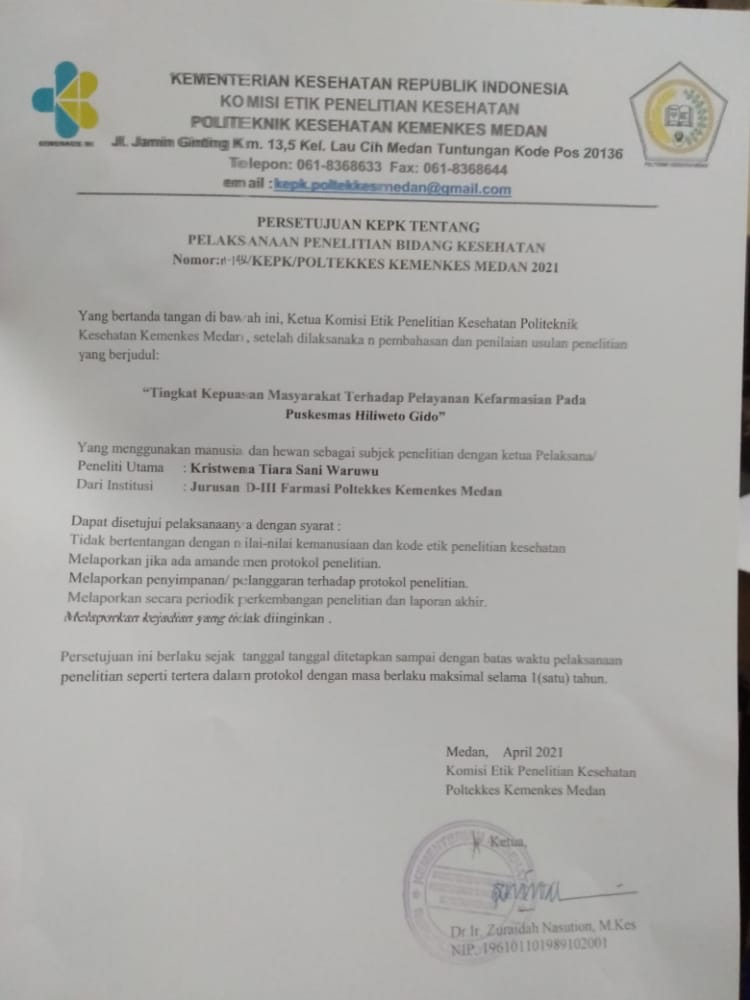 KEMENTERIAN KESEHATAN REPUBLIK INDONESIA
KOMISI ETIK PENELITIAN KESEHATAN
POLITEKNIK KESEHATAN KEMENKES MEDAN
Jl. Jamin Ginting Km. 13,5 Kel. Lau Cih Medan Tuntungan Kode Pos 20136
Telepon: 061-8368633 Fax: 061-8368644
email : kepk.poltekkesmedan@gmail.com
KEMENKES RI
PERSETUJUAN KEPK TENTANG
PELAKSANAAN PENELITIAN BIDANG KESEHATAN
Nomor: /KEPK/POLTEKKES KEMENKES MEDAN 2021
Yang bertanda tangan di bawah ini, Ketua Komisi Etik Penelitian Kesehatan Politeknik
Kesehatan Kemenkes Medan, setelah dilaksanaka n pembahasan dan penilaian usulan penelitian
yang berjudul:
“Tingkat Kepuasan Masyarakat Terhadap Pelayanan Kefarmasian Pada
Puskesmas Hiliweto Gido”
Yang menggunakan manusia dan hewan sebagai subjek penelitian dengan ketua Pelaksana/
Peneliti Utama : Kristwena Tiara Sani Waruwu
Dari Institusi : Jurusan D-III Farmasi Poltekkes Kemenkes Medan
Dapat disetujui pelaksanaanya dengan syarat :
Tidak bertentangan dengan nilai-nilai kemanusiaan dan kode etik penelitian kesehatan
Melaporkan jika ada amandemen protokol penelitian.
Melaporkan penyimpanan/ pelanggaran terhadap protokol penelitian.
Melaporkan secara periodik perkembangan penelitian dan laporan akhir.
Melaporkan kejadian yang tidak diinginkan .
Persetujuan ini berlaku sejak tanggal tanggal ditetapkan sampai dengan batas waktu pelaksanaan
penelitian seperti tertera dalam protokol dengan masa berlaku maksimal selama 1(satu) tahun.
Medan, April 2021
Komisi Etik Penelitian Kesehatan
Poltekkes Kemenkes Medan
Ketua,
Dr Ir. Zuraidah Nasution, M.Kes
NIP. 196101101989102001